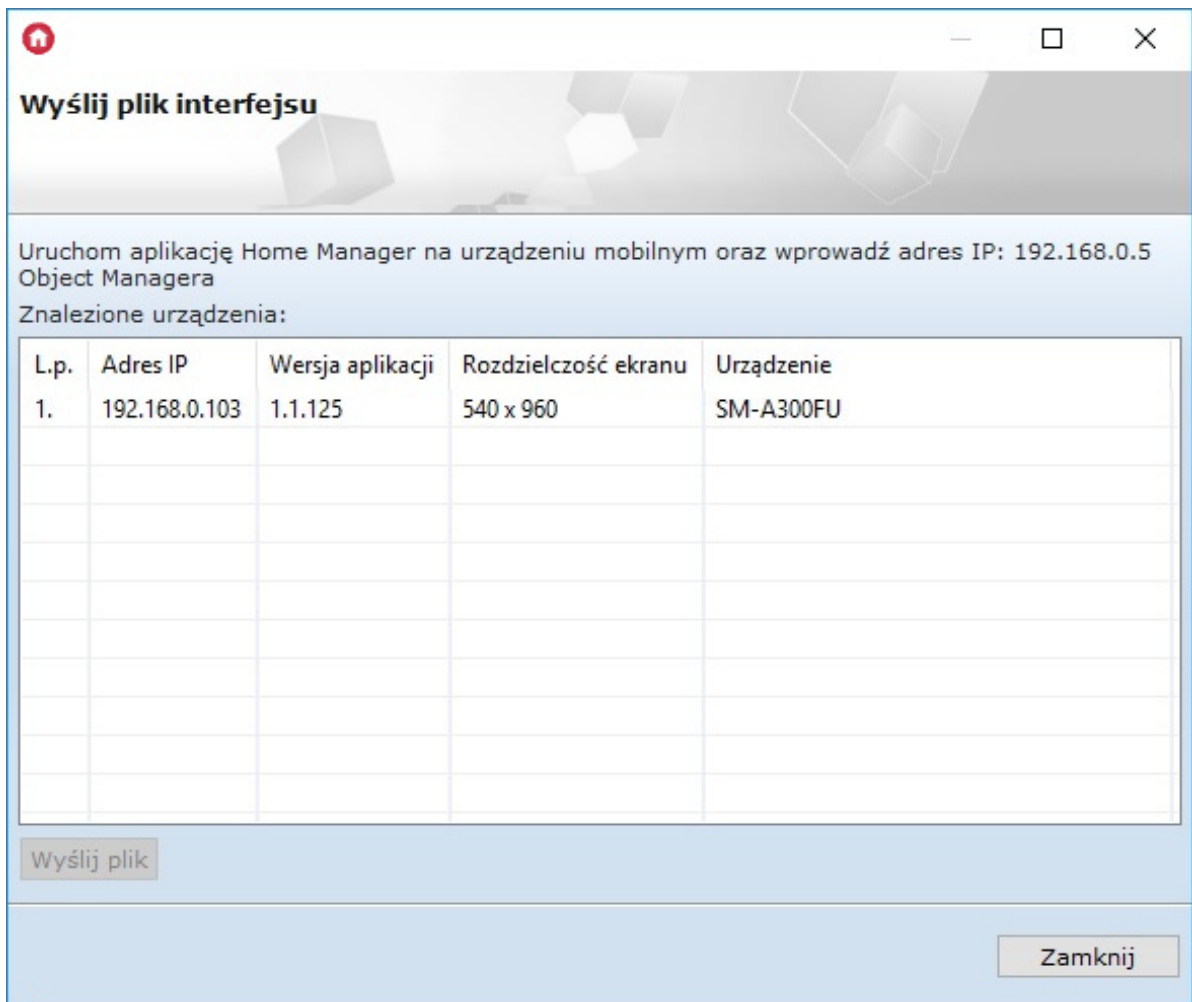 Wyślij plik interfejsu
Uruchom aplikację Home Manager na urządzeniu mobilnym oraz wprowadź adres IP: 192.168.0.5
Object Managera
Znalezione urządzenia:
L.p. Adres IP Wersja aplikacji Rozdzielczość ekranu Urządzenie
1. 192.168.0.103 1.1.125 540 x 960 SM-A300FU
Wyślij plik
Zamknij